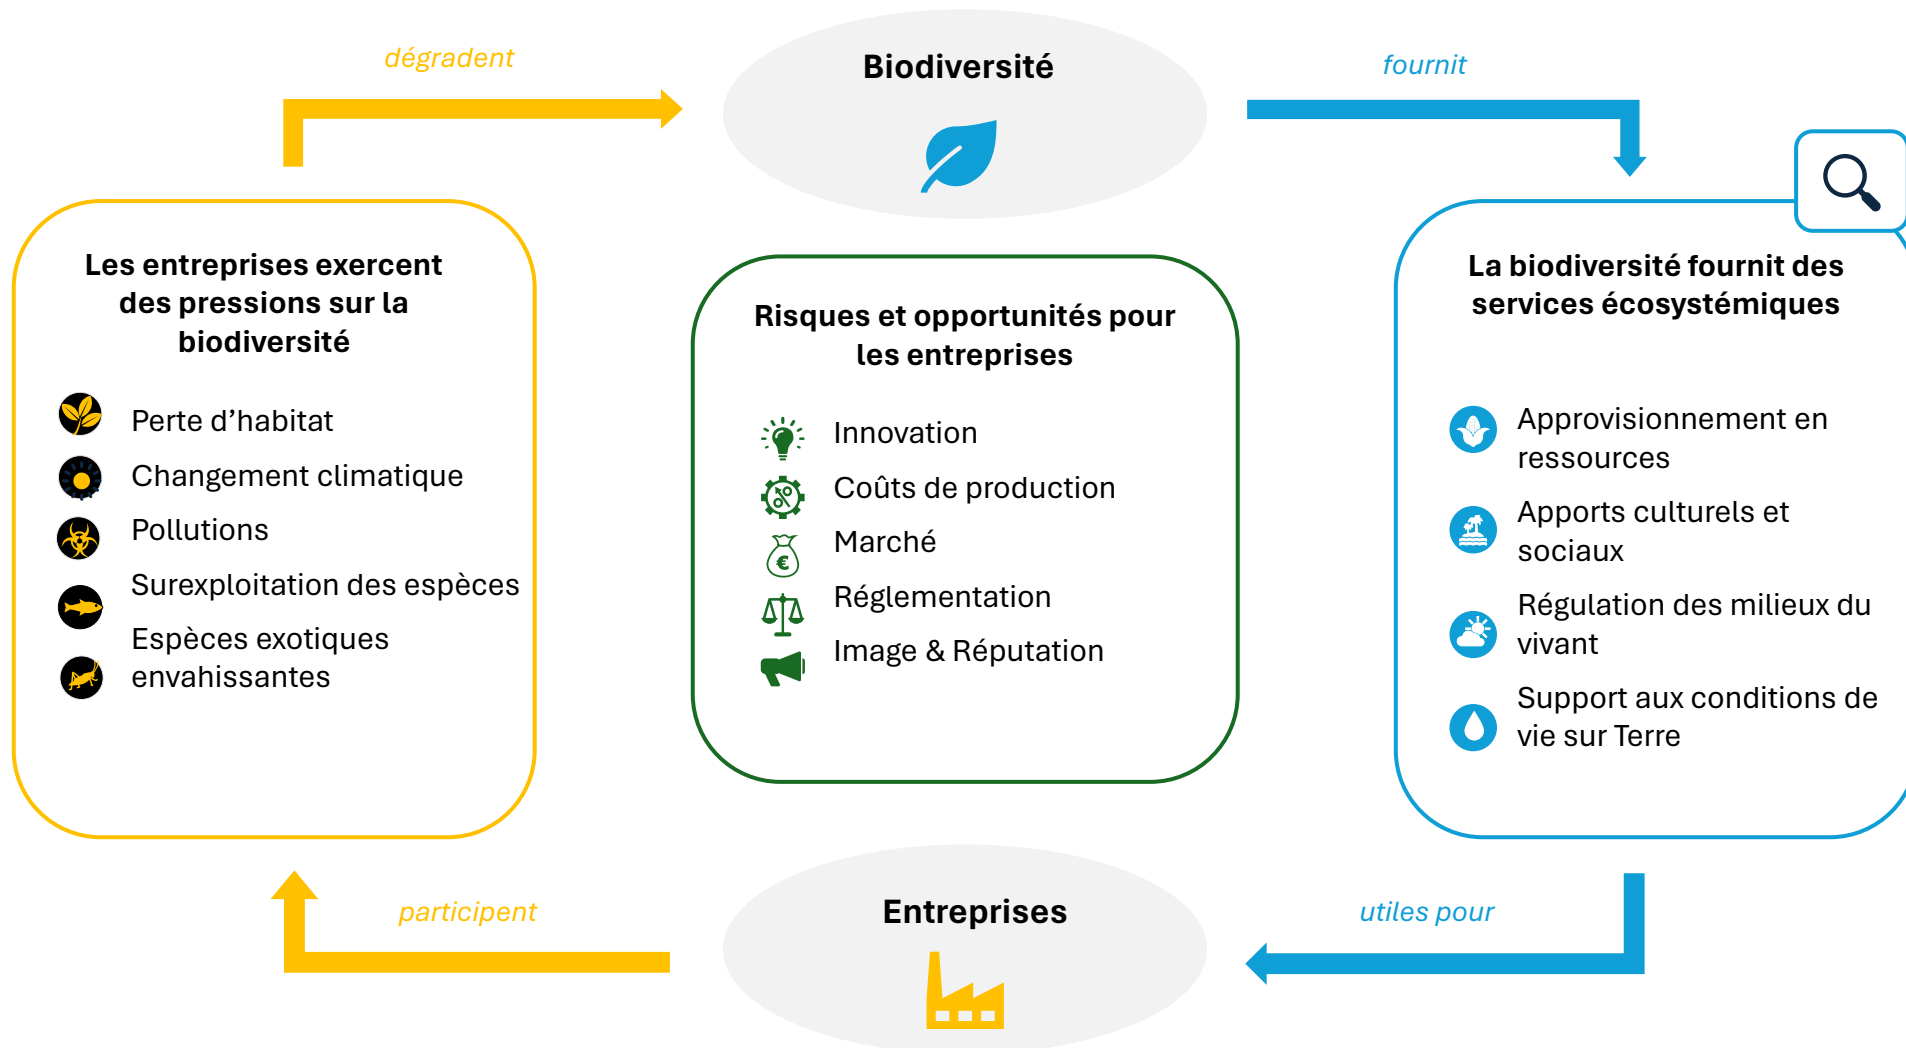 dégradent
Biodiversité
fournit
Les entreprises exercent
des pressions sur la
biodiversité
Perte d’habitat
Changement climatique
Pollutions
Surexploitation des espèces
Espèces exotiques
envahissantes
Risques et opportunités pour
les entreprises
Innovation
Coûts de production
Marché
€
Réglementation
Image & Réputation
La biodiversité fournit des
services écosystémiques
Approvisionnement en
ressources
Apports culturels et
sociaux
Régulation des milieux du
vivant
Support aux conditions de
vie sur Terre
participent
Entreprises
utiles pour